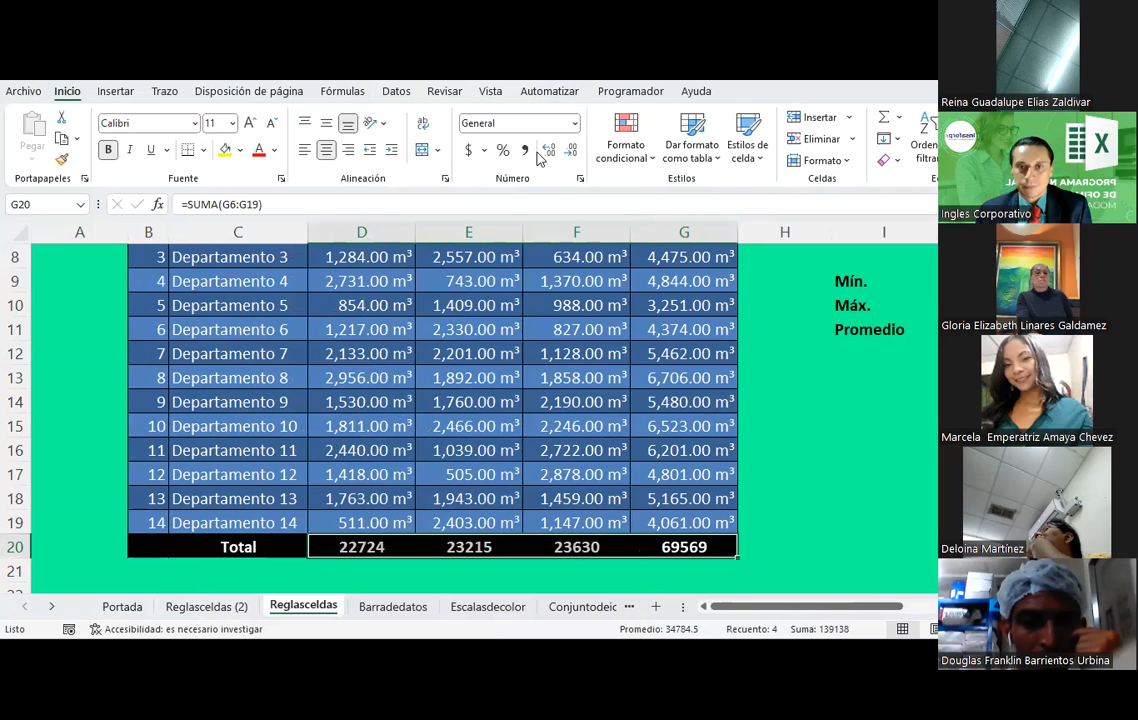 Archivo Inicio Insertar Trazo Disposición de página Fórmulas Datos Revisar Vista Automatizar Programador Ayuda
Pegar
Portapapeles
Calibri 11
N K S
Fuente
ab
Alineación
General
$ % ,
Número
Formato condicional
Dar formato como tabla
Estilos de celda
Estilos
Insertar
Eliminar
Formato
Celdas
Orden
filtrar
G20 fx =SUMA(G6:G19)
A B C D E F G H I
8 3 Departamento 3 1,284.00 m³ 2,557.00 m³ 634.00 m³ 4,475.00 m³
9 4 Departamento 4 2,731.00 m³ 743.00 m³ 1,370.00 m³ 4,844.00 m³ Mín.
10 5 Departamento 5 854.00 m³ 1,409.00 m³ 988.00 m³ 3,251.00 m³ Máx.
11 6 Departamento 6 1,217.00 m³ 2,330.00 m³ 827.00 m³ 4,374.00 m³ Promedio
12 7 Departamento 7 2,133.00 m³ 2,201.00 m³ 1,128.00 m³ 5,462.00 m³
13 8 Departamento 8 2,956.00 m³ 1,892.00 m³ 1,858.00 m³ 6,706.00 m³
14 9 Departamento 9 1,530.00 m³ 1,760.00 m³ 2,190.00 m³ 5,480.00 m³
15 10 Departamento 10 1,811.00 m³ 2,466.00 m³ 2,246.00 m³ 6,523.00 m³
16 11 Departamento 11 2,440.00 m³ 1,039.00 m³ 2,722.00 m³ 6,201.00 m³
17 12 Departamento 12 1,418.00 m³ 505.00 m³ 2,878.00 m³ 4,801.00 m³
18 13 Departamento 13 1,763.00 m³ 1,943.00 m³ 1,459.00 m³ 5,165.00 m³
19 14 Departamento 14 511.00 m³ 2,403.00 m³ 1,147.00 m³ 4,061.00 m³
20 Total 22724 23215 23630 69569
21
Portada Reglasceldas (2) Reglasceldas Barradedatos Escalasdecolor Conjuntodeic
Listo Accesibilidad: es necesario investigar Promedio: 34784.5 Recuento: 4 Suma: 139138
Reina Guadalupe Elias Zaldivar
Ingles Corporativo
Gloria Elizabeth Linares Galdamez
Marcela Emperatriz Amaya Chevez
Deloina Martínez
Douglas Franklin Barrientos Urbina